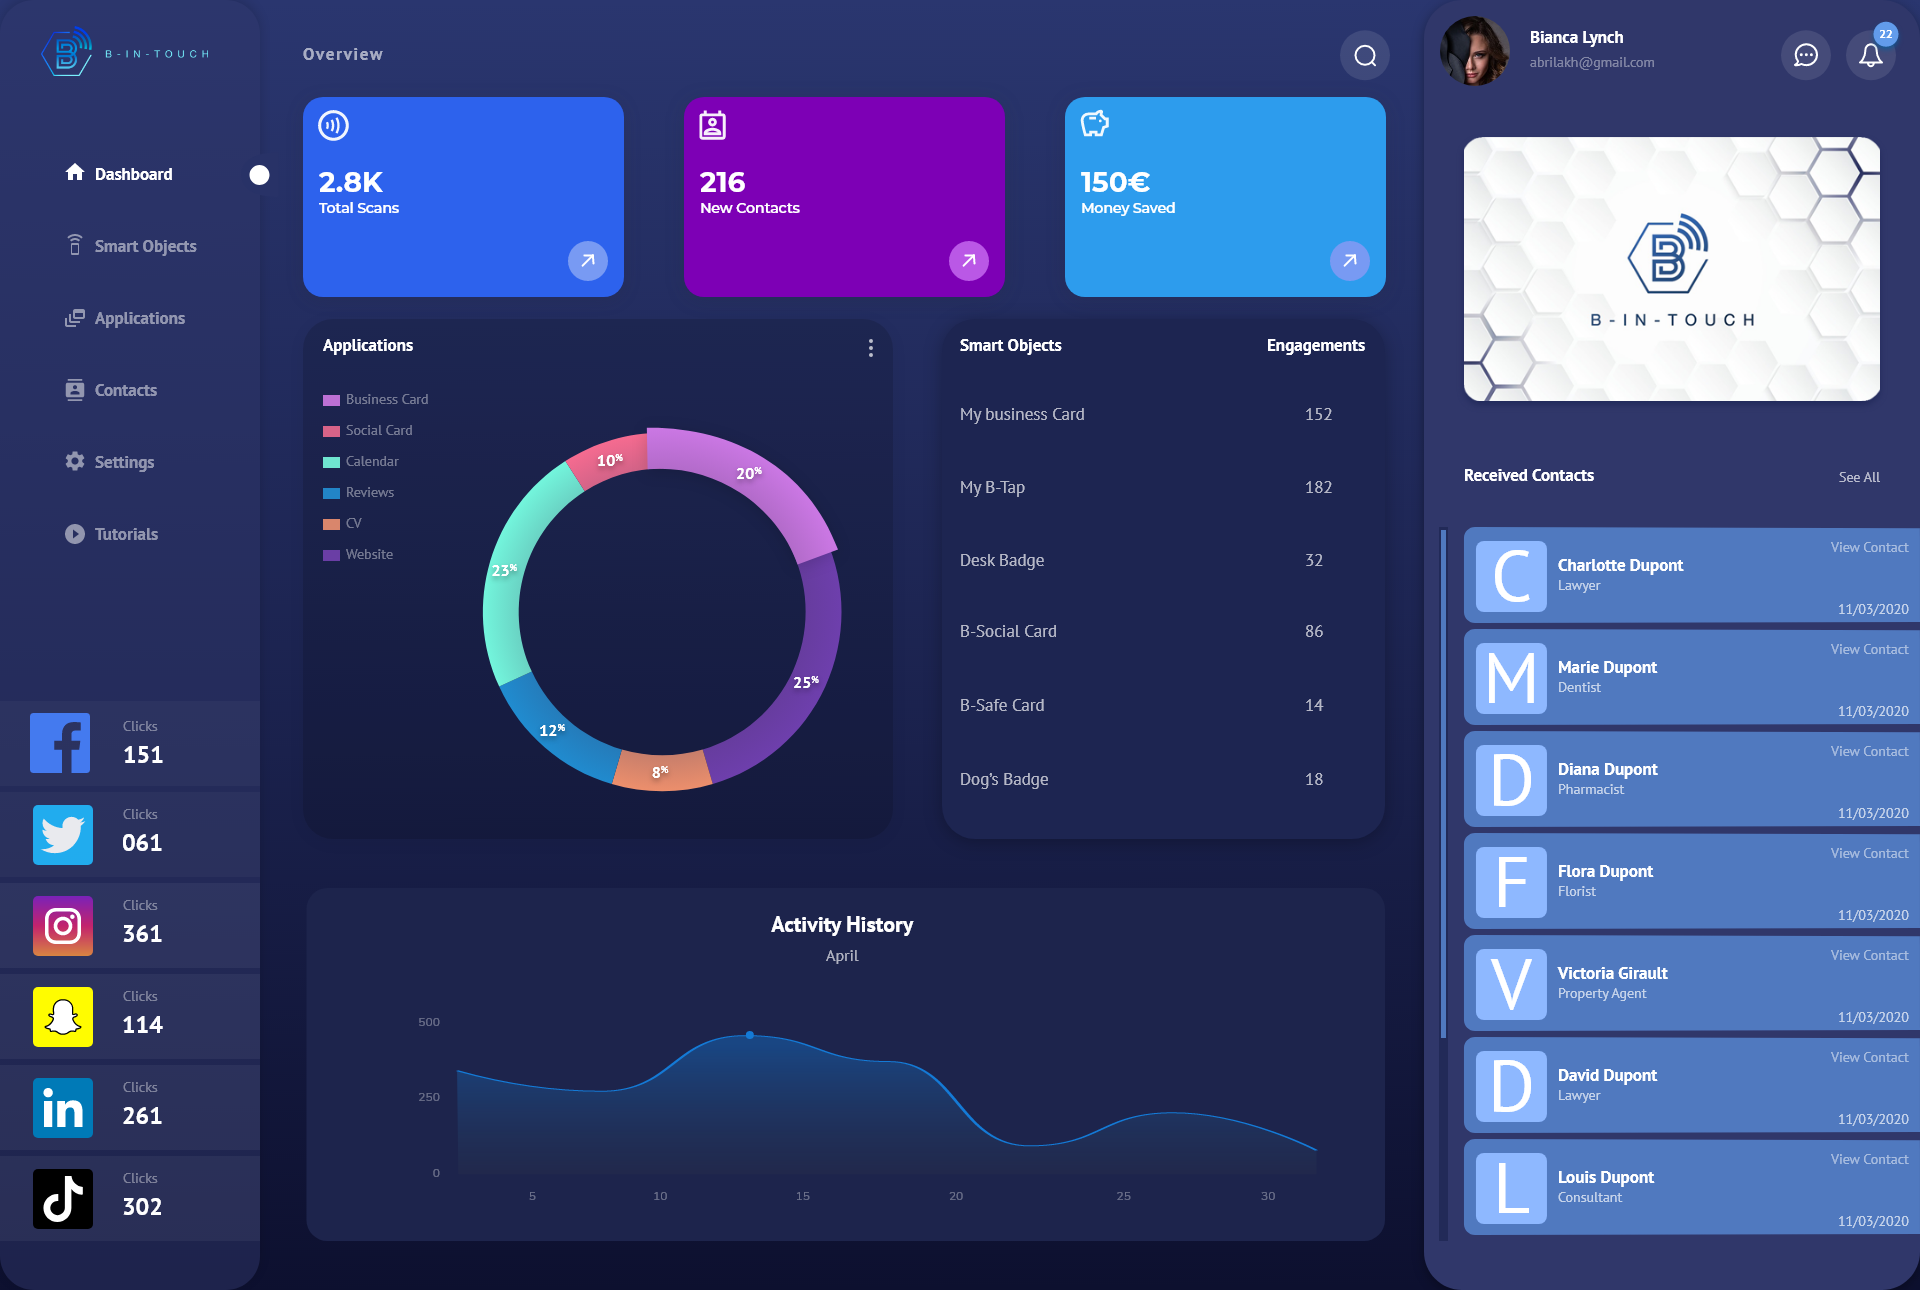 B-IN-TOUCH
Dashboard
Smart Objects
Applications
Contacts
Settings
Tutorials
Clicks
151
Clicks
061
Clicks
361
Clicks
114
in
Clicks
261
Clicks
302
Overview
2.8K
Total Scans
216
New Contacts
150€
Money Saved
Applications
Business Card
Social Card
Calendar
Reviews
CV
Website
10%
20%
23%
25%
12%
8%
Smart Objects Engagements
My business Card 152
My B-Tap 182
Desk Badge 32
B-Social Card 86
B-Safe Card 14
Dog’s Badge 18
Activity History
April
500
250
0
5 10 15 20 25 30
Bianca Lynch
abrilakh@gmail.com
22
B-IN-TOUCH
Received Contacts See All
C
View Contact
Charlotte Dupont
Lawyer
11/03/2020
M
View Contact
Marie Dupont
Dentist
11/03/2020
D
View Contact
Diana Dupont
Pharmacist
11/03/2020
F
View Contact
Flora Dupont
Florist
11/03/2020
V
View Contact
Victoria Girault
Property Agent
11/03/2020
D
View Contact
David Dupont
Lawyer
11/03/2020
L
View Contact
Louis Dupont
Consultant
11/03/2020